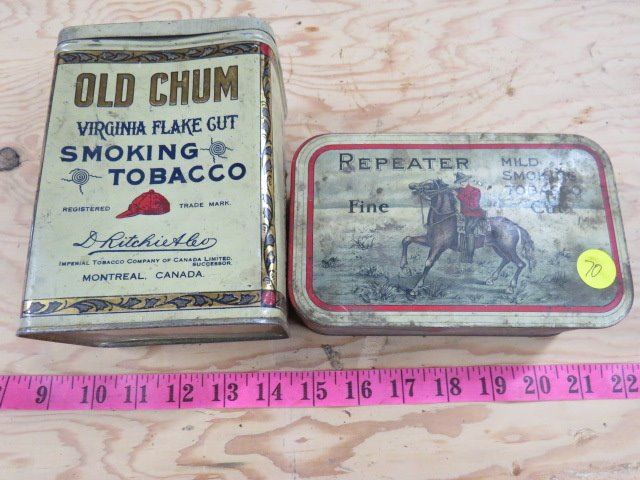 OLD CHUM
VIRGINIA FLAKE CUT
SMOKING
TOBACCO
REGISTERED TRADE MARK.
D. Ritchie & Co
IMPERIAL TOBACCO COMPANY OF CANADA LIMITED,
SUCCESSOR.
MONTREAL, CANADA.
REPEATER MILD
SMOKING
TOBACCO
Fine Cut
70
9 10 11 12 13 14 15 16 17 18 19 20 21 22